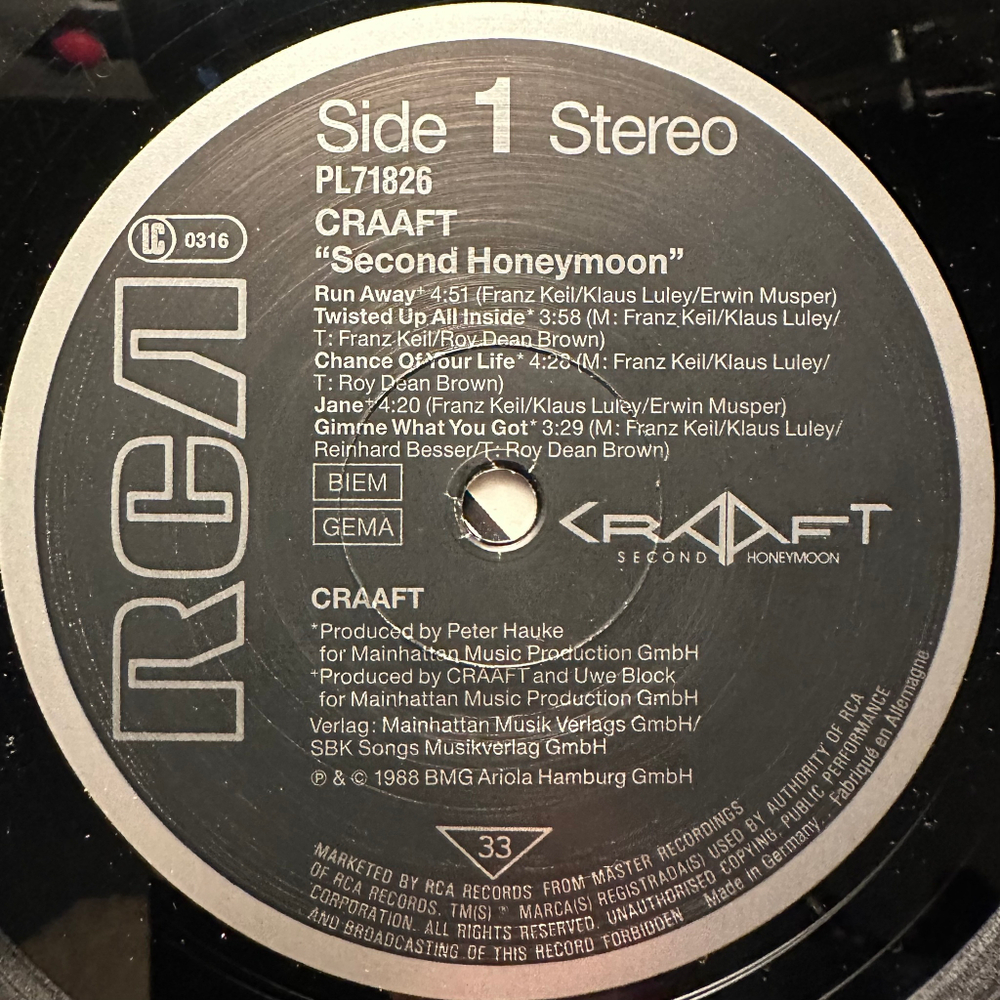 Side 1 Stereo
PL71826
CRAAFT
“Second Honeymoon”
LC 0316
RCA
Run Away⁺ 4:51 (Franz Keil/Klaus Luley/Erwin Musper)
Twisted Up All Inside* 3:58 (M: Franz Keil/Klaus Luley/
T: Franz Keil/Roy Dean Brown)
Chance Of Your Life* 4:28 (M: Franz Keil/Klaus Luley/
T: Roy Dean Brown)
Jane⁺ 4:20 (Franz Keil/Klaus Luley/Erwin Musper)
Gimme What You Got* 3:29 (M: Franz Keil/Klaus Luley/
Reinhard Besser/T: Roy Dean Brown)
BIEM
GEMA
CRAAFT
SECOND HONEYMOON
CRAAFT
*Produced by Peter Hauke
for Mainhattan Music Production GmbH
⁺Produced by CRAAFT and Uwe Block
for Mainhattan Music Production GmbH
Verlag: Mainhattan Musik Verlags GmbH/
SBK Songs Musikverlag GmbH
℗ & © 1988 BMG Ariola Hamburg GmbH
33
MARKETED BY RCA RECORDS FROM MASTER RECORDINGS
OF RCA RECORDS. TM(S) ® MARCA(S) REGISTRADA(S) USED BY AUTHORITY OF RCA
CORPORATION. ALL RIGHTS RESERVED. UNAUTHORISED COPYING. PUBLIC PERFORMANCE
AND BROADCASTING OF THIS RECORD FORBIDDEN Made in Germany. Fabriqué en Allemagne